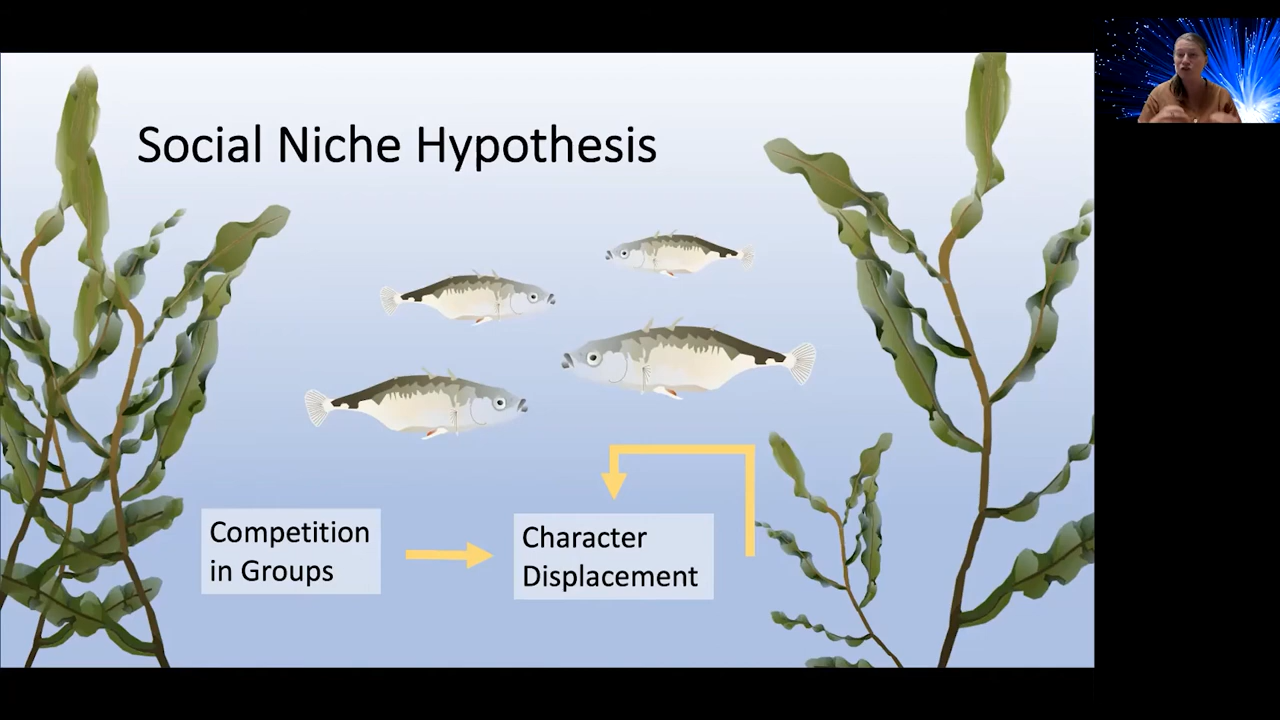 Social Niche Hypothesis
Competition
in Groups
Character
Displacement